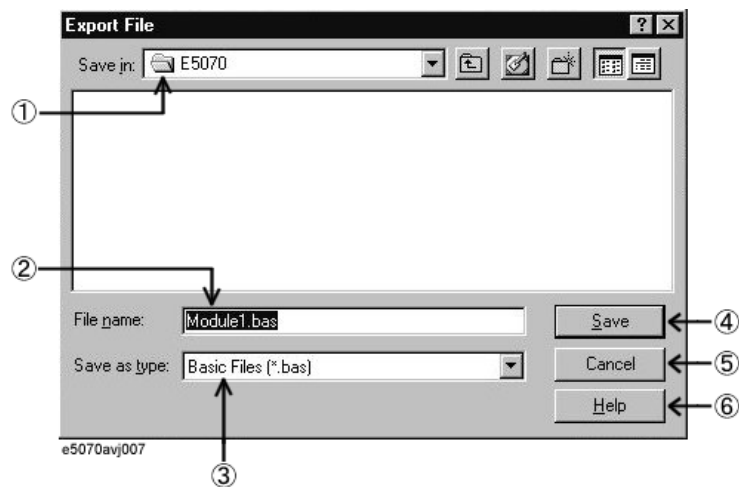 Export File
Save in: E5070
①
②
File name: Module1.bas Save ④
Save as type: Basic Files (*.bas) Cancel ⑤
Help ⑥
e5070avj007
③